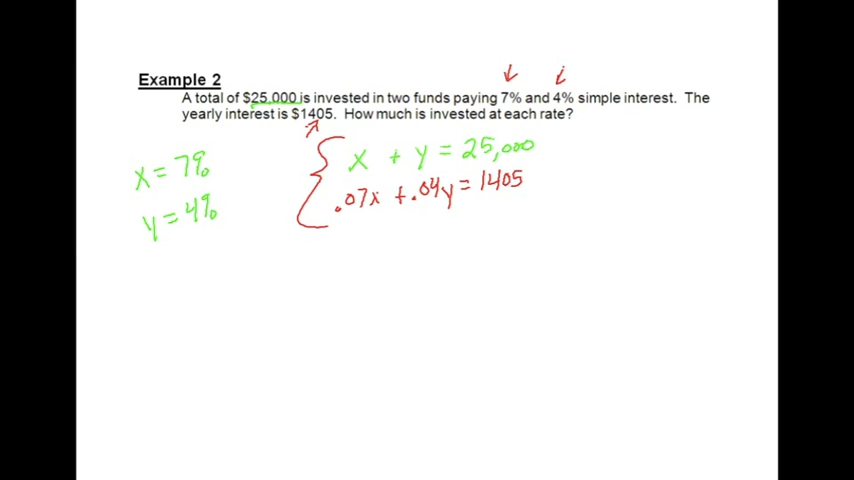 Example 2
A total of $25,000 is invested in two funds paying 7% and 4% simple interest. The
yearly interest is $1405. How much is invested at each rate?
x + y = 25,000
x = 7%
.07x + .04y = 1405
y = 4%